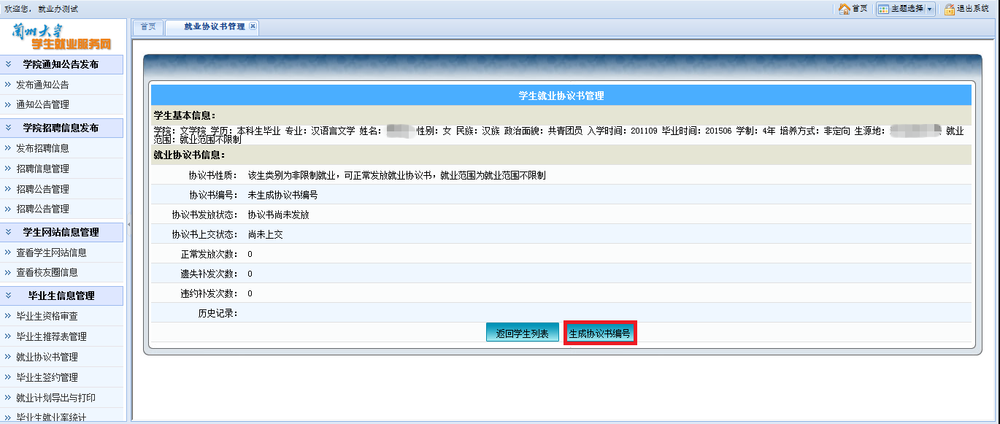 欢迎您, 就业办测试
首页 主题选择 退出系统
兰州大学
学生就业服务网
首页 就业协议书管理
学院通知公告发布
发布通知公告
通知公告管理
学院招聘信息发布
发布招聘信息
招聘信息管理
招聘公告管理
招聘公告管理
学生网站信息管理
查看学生网站信息
查看校友圈信息
毕业生信息管理
毕业生资格审查
毕业生推荐表管理
就业协议书管理
毕业生签约管理
就业计划导出与打印
毕业生就业率统计
学生就业协议书管理
学生基本信息:
学院: 文学院 学历: 本科生毕业 专业: 汉语言文学 姓名: 性别: 女 民族: 汉族 政治面貌: 共青团员 入学时间: 201109 毕业时间: 201506 学制: 4年 培养方式: 非定向 生源地: 就业
范围: 就业范围不限制
就业协议书信息:
协议书性质: 该生类别为非限制就业, 可正常发放就业协议书, 就业范围为就业范围不限制
协议书编号: 未生成协议书编号
协议书发放状态: 协议书尚未发放
协议书上交状态: 尚未上交
正常发放次数: 0
遗失补发次数: 0
违约补发次数: 0
历史记录:
返回学生列表 生成协议书编号